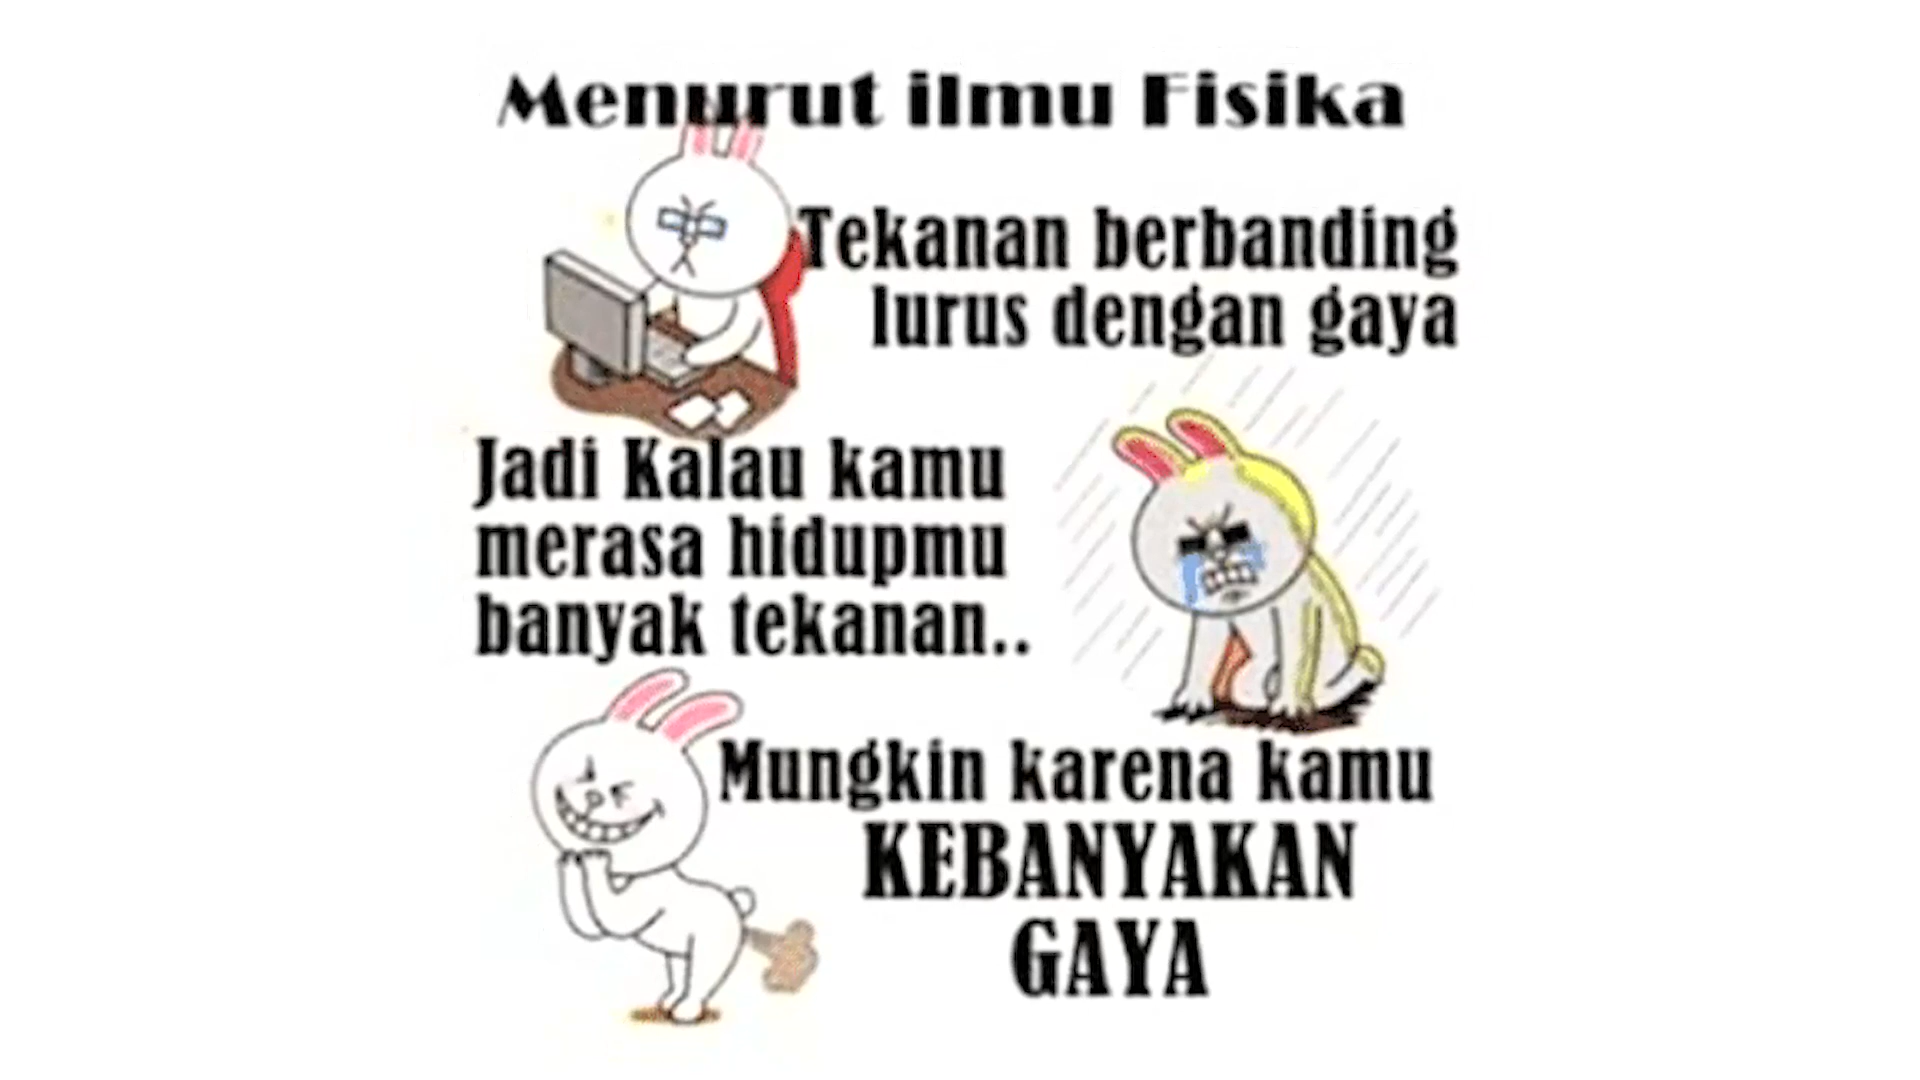 Menurut ilmu Fisika
Tekanan berbanding
lurus dengan gaya
Jadi Kalau kamu
merasa hidupmu
banyak tekanan..
Mungkin karena kamu
KEBANYAKAN
GAYA